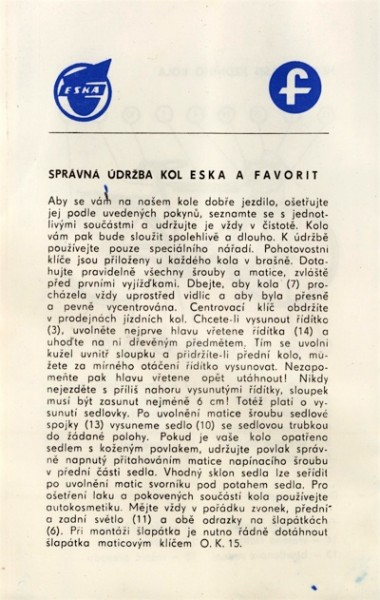 ESKA
f
SPRÁVNÁ ÚDRŽBA KOL ESKA A FAVORIT
Aby se vám na našem kole dobře jezdilo, ošetřujte
jej podle uvedených pokynů, seznamte se s jednot-
livými součástmi a udržujte je vždy v čistotě. Kolo
vám pak bude sloužit spolehlivě a dlouho. K údržbě
používejte pouze speciálního nářadí. Pohotovostní
klíče jsou přiloženy u každého kola v brašně. Dota-
hujte pravidelně všechny šrouby a matice, zvláště
před prvními vyjížďkami. Dbejte, aby kola (7) pro-
cházela vždy uprostřed vidlic a aby byla přesně
a pevně vycentrována. Centrovací klíč obdržíte
v prodejnách jízdních kol. Chcete-li vysunout řídítko
(3), uvolněte nejprve hlavu vřetene řídítka (14) a
uhoďte na ni dřevěným předmětem. Tím se uvolní
kužel uvnitř sloupku a přidržíte-li přední kolo, mů-
žete za mírného otáčení řídítko vysunovat. Nezapo-
meňte pak hlavu vřetene opět utáhnout! Nikdy
nejezděte s příliš nahoru vysunutými řídítky, sloupek
musí být zasunut nejméně 6 cm! Totéž platí o vy-
sunutí sedlovky. Po uvolnění matice šroubu sedlové
spojky (13) vysuneme sedlo (10) se sedlovou trubkou
do žádané polohy. Pokud je vaše kolo opatřeno
sedlem s koženým povlakem, udržujte povlak správ-
ně napnutý přitahováním matice napínacího šroubu
v přední části sedla. Vhodný sklon sedla lze seřídit
po uvolnění matic svorníku pod potahem sedla. Pro
ošetření laku a pokovených součástí kola používejte
autokosmetiku. Mějte vždy v pořádku zvonek, přední
a zadní světlo (11) a obě odrazky na šlapátkách
(6). Při montáži šlapátka je nutno řádně dotáhnout
šlapátka maticovým klíčem O. K. 15.